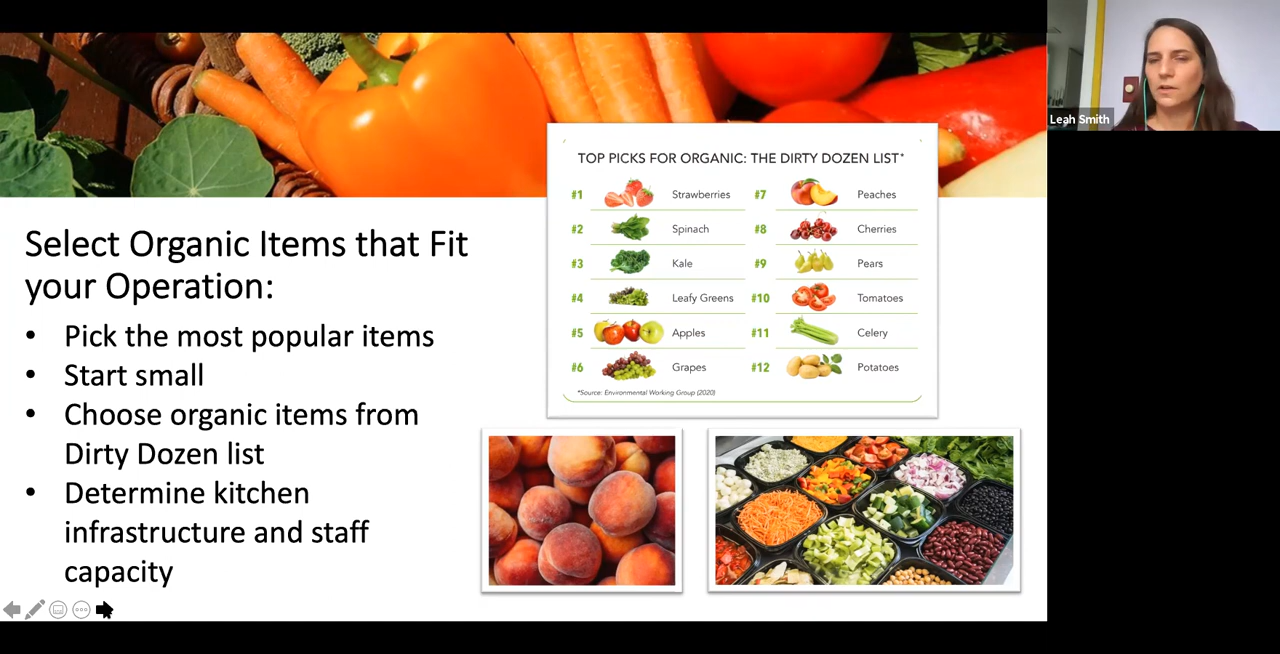 Leah Smith
TOP PICKS FOR ORGANIC: THE DIRTY DOZEN LIST*
#1 Strawberries
#2 Spinach
#3 Kale
#4 Leafy Greens
#5 Apples
#6 Grapes
#7 Peaches
#8 Cherries
#9 Pears
#10 Tomatoes
#11 Celery
#12 Potatoes
*Source: Environmental Working Group (2020)
Select Organic Items that Fit
your Operation:
• Pick the most popular items
• Start small
• Choose organic items from
Dirty Dozen list
• Determine kitchen
infrastructure and staff
capacity